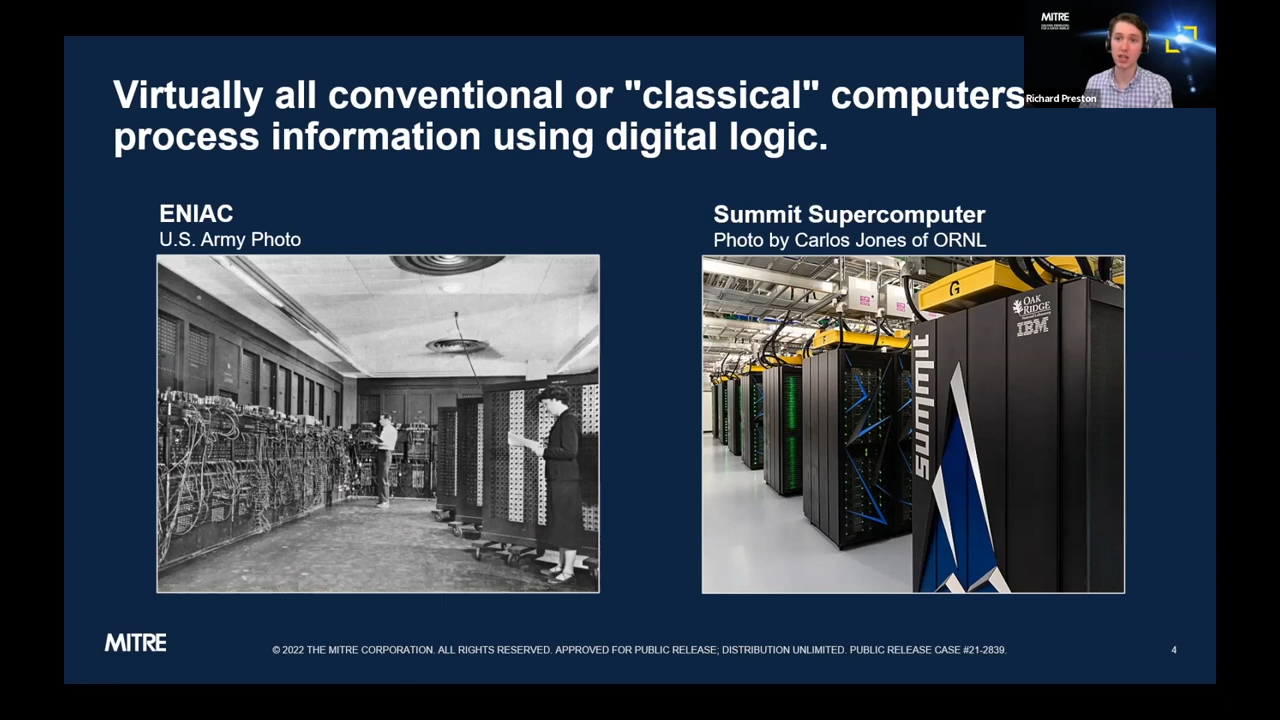 MITRE
Richard Preston
Virtually all conventional or "classical" computers
process information using digital logic.
ENIAC
U.S. Army Photo
Summit Supercomputer
Photo by Carlos Jones of ORNL
G
OAK
RIDGE
IBM
summit
MITRE
© 2022 THE MITRE CORPORATION. ALL RIGHTS RESERVED. APPROVED FOR PUBLIC RELEASE; DISTRIBUTION UNLIMITED. PUBLIC RELEASE CASE #21-2839.
4